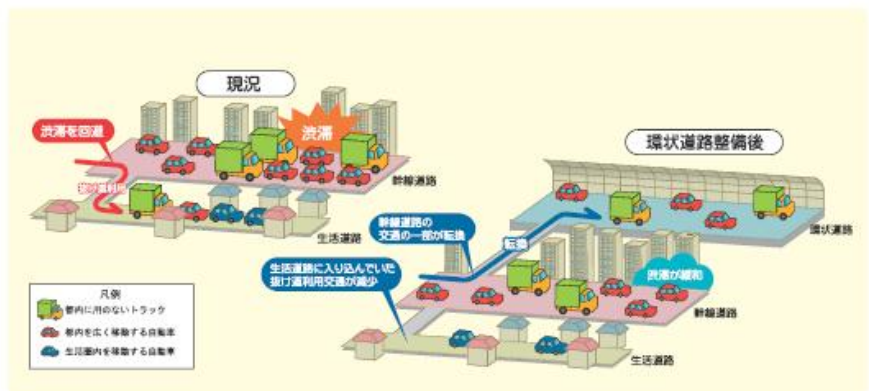 現況
渋滞を回避
渋滞
抜け道利用
幹線道路
生活道路
環状道路整備後
環状道路
幹線道路の
交通の一部が転換
転換
生活道路に入り込んでいた
抜け道利用交通が減少
渋滞が緩和
幹線道路
生活道路
凡例
都内に用のないトラック
都内を広く移動する自動車
生活圏内を移動する自動車